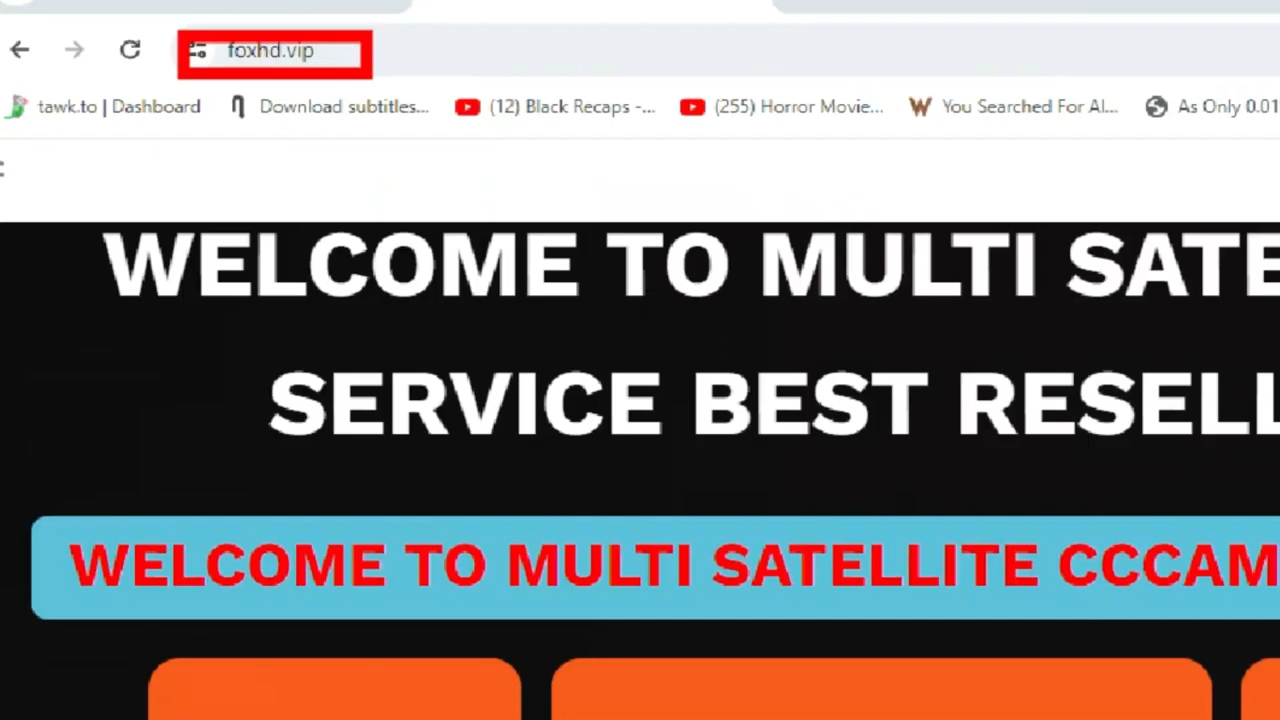 foxhd.vip
tawk.to | Dashboard Download subtitles... (12) Black Recaps -... (255) Horror Movie... You Searched For Al... As Only 0.01
WELCOME TO MULTI SATE
SERVICE BEST RESELL
WELCOME TO MULTI SATELLITE CCCAM